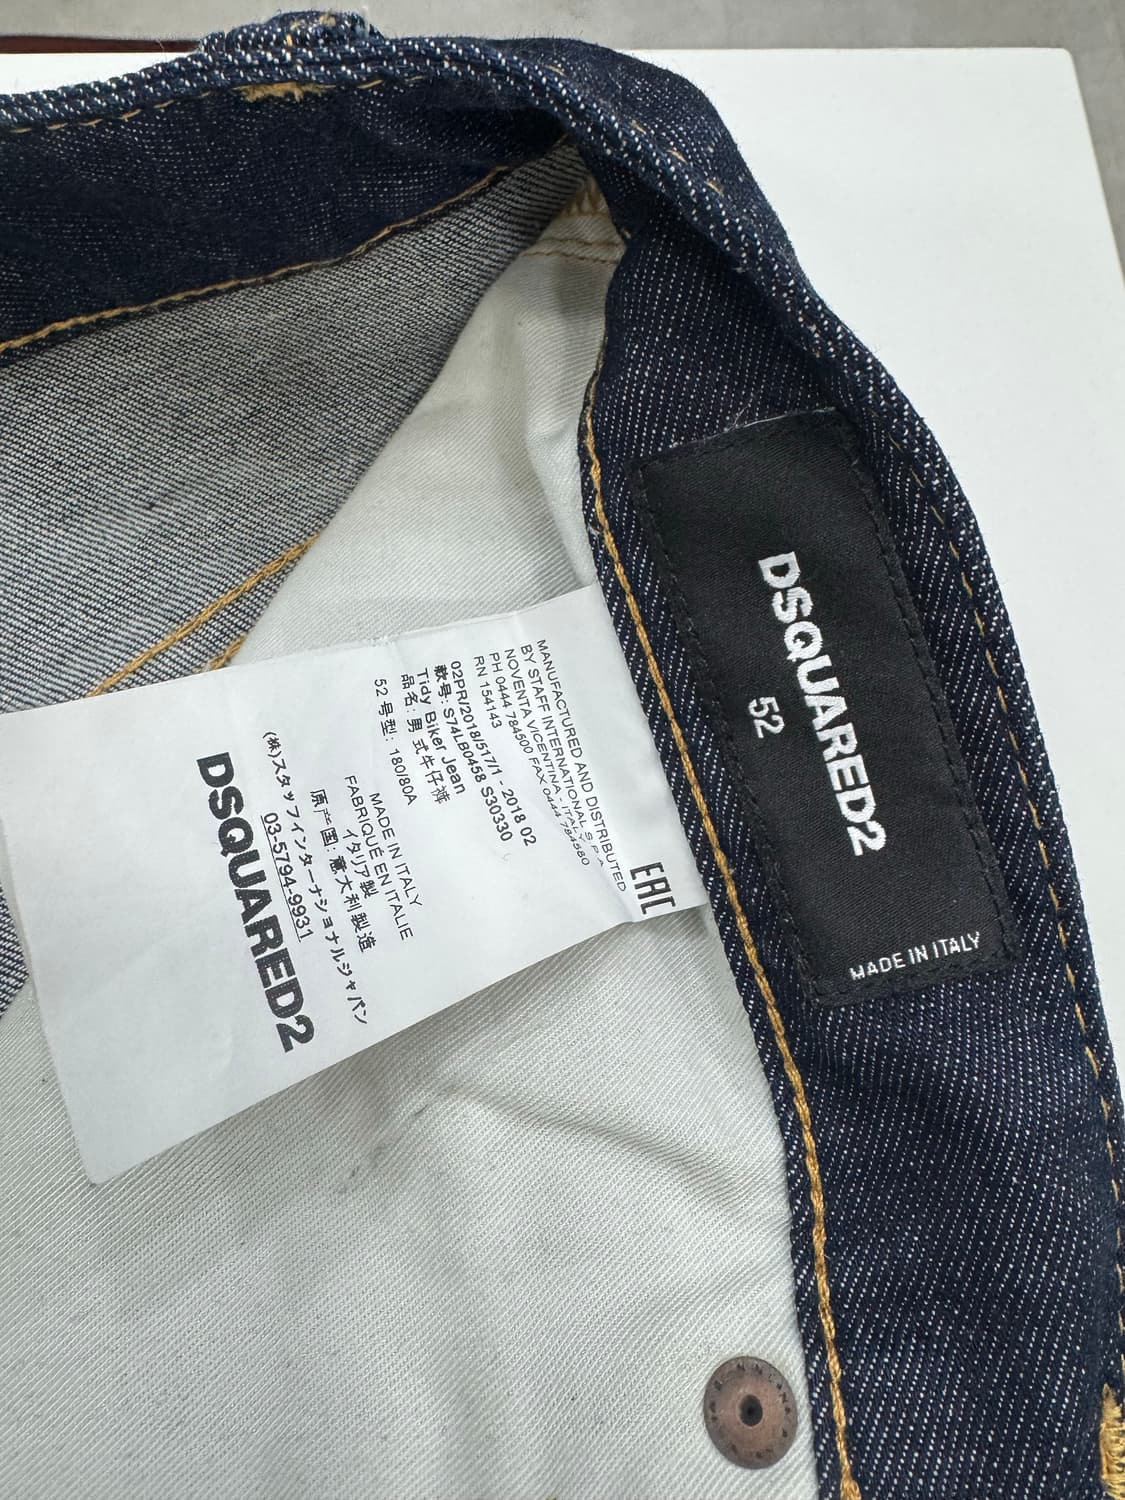 DSQUARED2
52
MADE IN ITALY
EAC
MANUFACTURED AND DISTRIBUTED
BY STAFF INTERNATIONAL S.P.A.
NOVENTA VICENTINA - ITALY
PH 0444 784500 FAX 0444 784580
RN 154143
02PR/2018/517/1 - 2018 02
款号: S74LB0458 S30330
Tidy Biker Jean
品名: 男式牛仔裤
52 号型: 180/80A
MADE IN ITALY
FABRIQUÉ EN ITALIE
イタリア製
原产国: 意大利製造
(株)スタッフインターナショナルジャパン
03-5794-9931
DSQUARED2